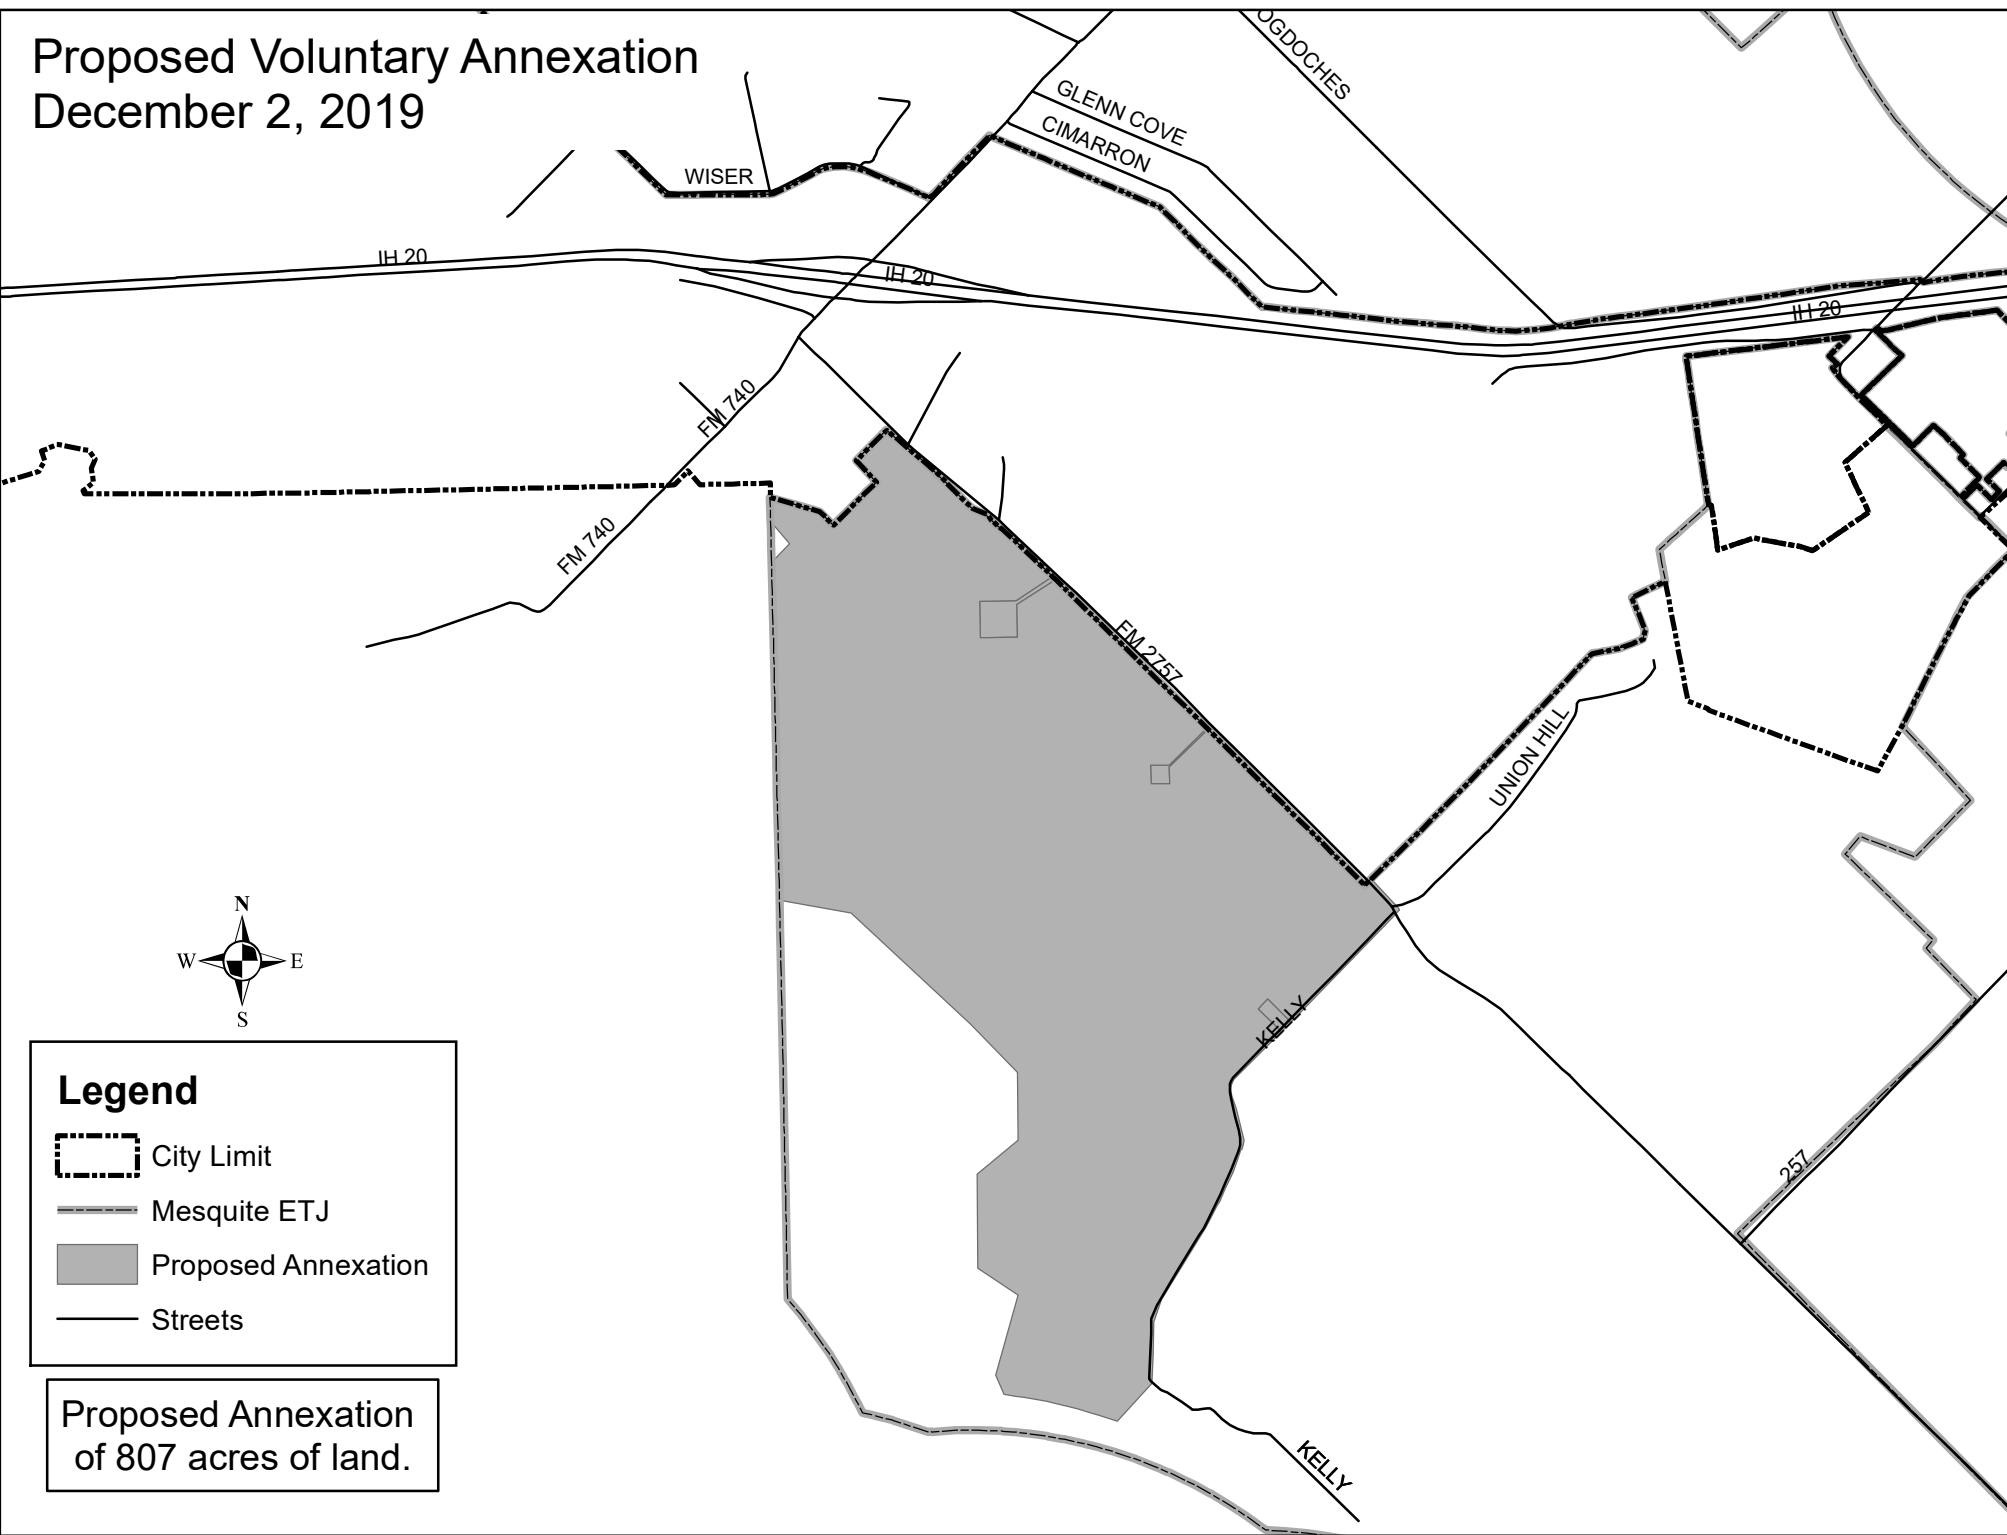 Proposed Voluntary Annexation
December 2, 2019
OGDOCHES
GLENN COVE
CIMARRON
WISER
IH 20
IH 20
IH 20
FM 740
FM 740
FM 2757
UNION HILL
KELLY
257
KELLY
N
W
E
S
Legend
City Limit
Mesquite ETJ
Proposed Annexation
Streets
Proposed Annexation
of 807 acres of land.